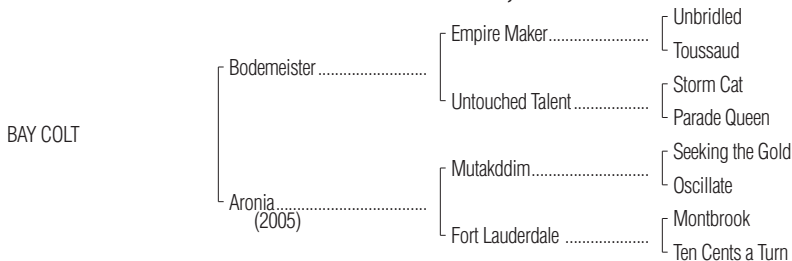 Unbridled
Empire Maker.......................
Toussaud
Bodemeister..........................
Storm Cat
Untouched Talent..................
Parade Queen
BAY COLT
Seeking the Gold
Mutakddim............................
Oscillate
Aronia....................................
(2005)
Montbrook
Fort Lauderdale ....................
Ten Cents a Turn